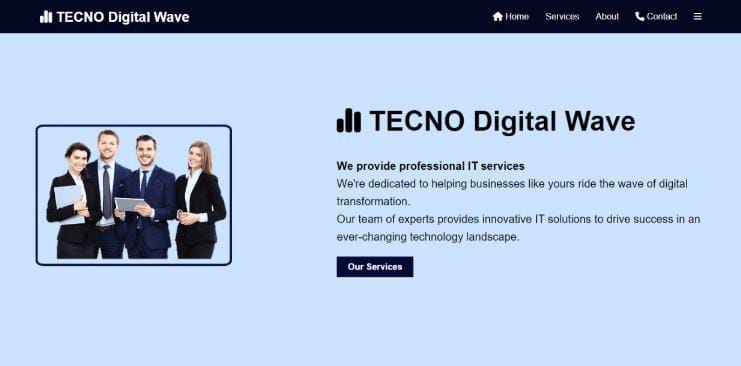 TECNO Digital Wave
Home Services About Contact
TECNO Digital Wave
We provide professional IT services
We're dedicated to helping businesses like yours ride the wave of digital
transformation.
Our team of experts provides innovative IT solutions to drive success in an
ever-changing technology landscape.
Our Services